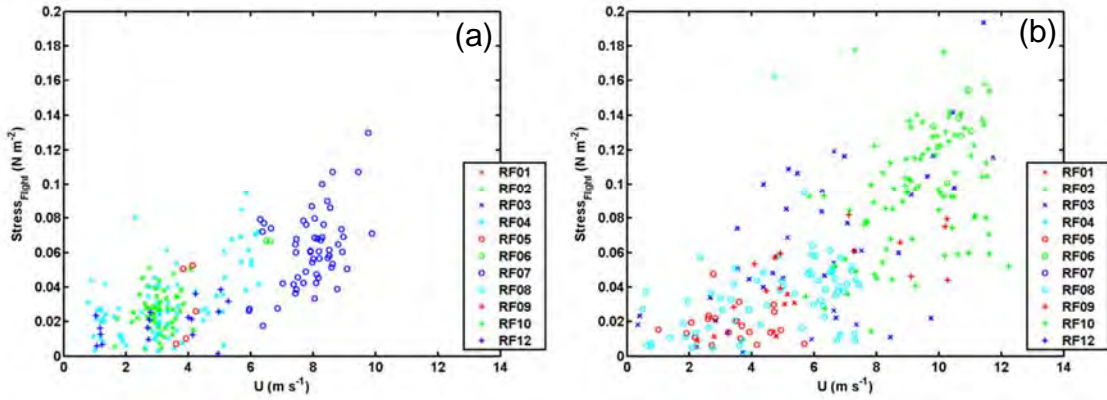 (a)
0.2
0.18
0.16
0.14
0.12
0.1
0.08
0.06
0.04
0.02
0
0 2 4 6 8 10 12 14
Stress_Flight (N m⁻²)
U (m s⁻¹)
RF01
RF02
RF03
RF04
RF05
RF06
RF07
RF08
RF09
RF10
RF12
(b)
0.2
0.18
0.16
0.14
0.12
0.1
0.08
0.06
0.04
0.02
0
0 2 4 6 8 10 12 14
Stress_Flight (N m⁻²)
U (m s⁻¹)
RF01
RF02
RF03
RF04
RF05
RF06
RF07
RF08
RF09
RF10
RF12